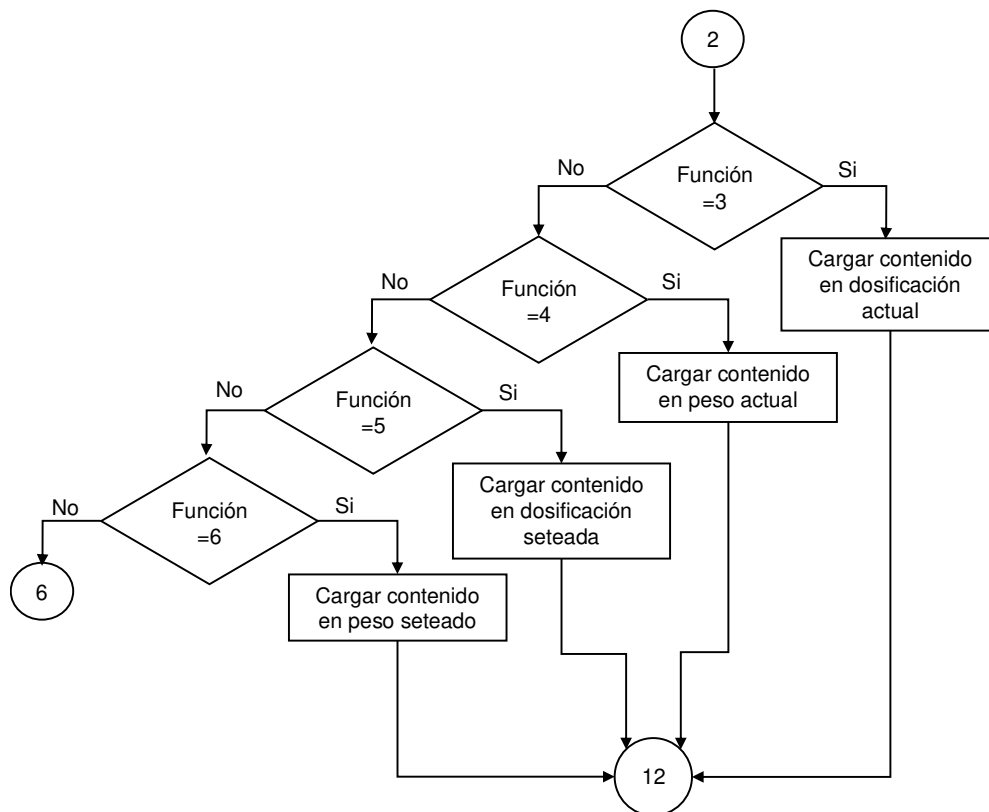 2
Función
=3
No
Si
Cargar contenido
en dosificación
actual
Función
=4
No
Si
Cargar contenido
en peso actual
Función
=5
No
Si
Cargar contenido
en dosificación
seteada
Función
=6
No
Si
6
Cargar contenido
en peso seteado
12